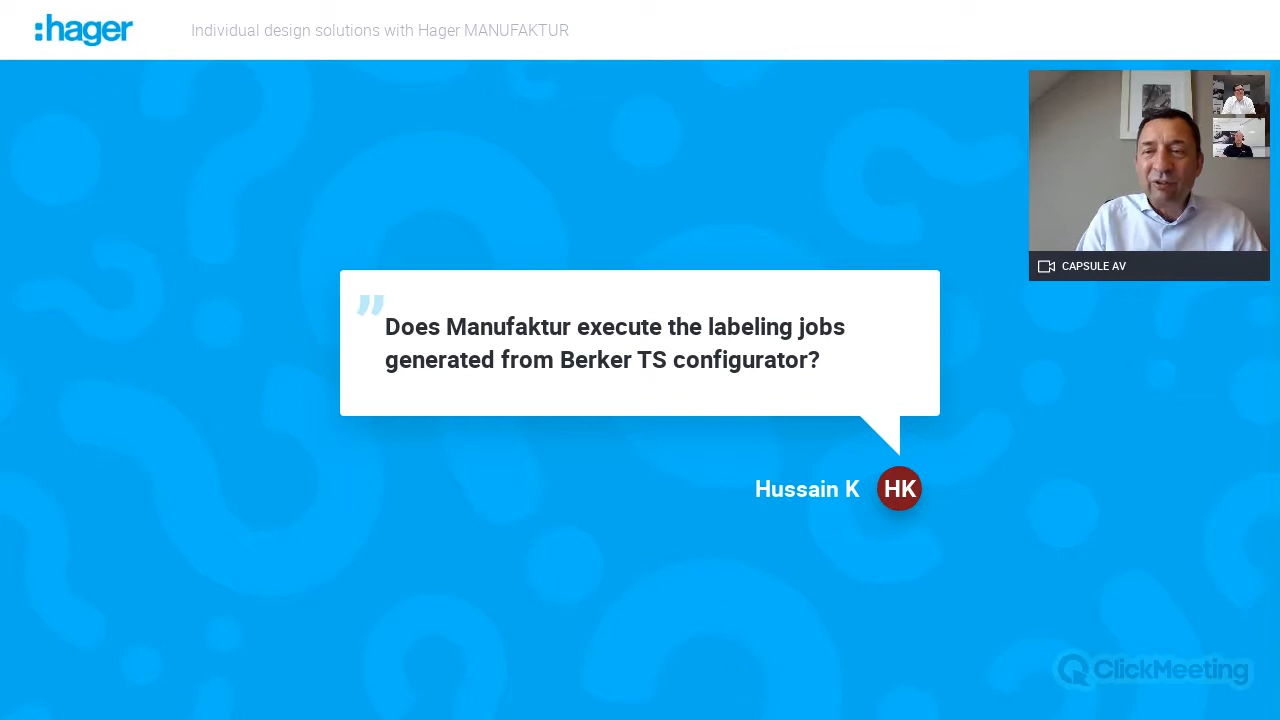 :hager
Individual design solutions with Hager MANUFAKTUR
CAPSULE AV
"
Does Manufaktur execute the labeling jobs
generated from Berker TS configurator?
Hussain K
HK
ClickMeeting